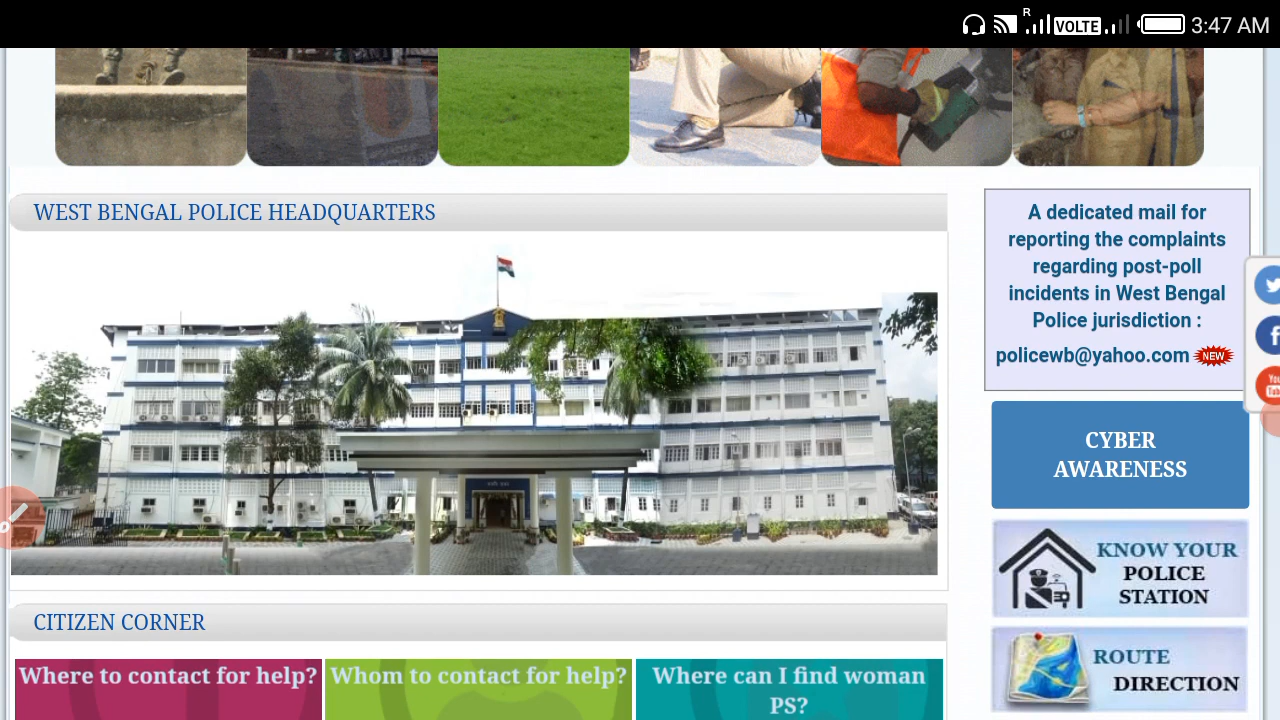 R
VOLTE
3:47 AM
WEST BENGAL POLICE HEADQUARTERS
A dedicated mail for
reporting the complaints
regarding post-poll
incidents in West Bengal
Police jurisdiction :
policewb@yahoo.com NEW
You
CYBER
AWARENESS
KNOW YOUR
POLICE
STATION
ROUTE
DIRECTION
CITIZEN CORNER
Where to contact for help?
Whom to contact for help?
Where can I find woman
PS?